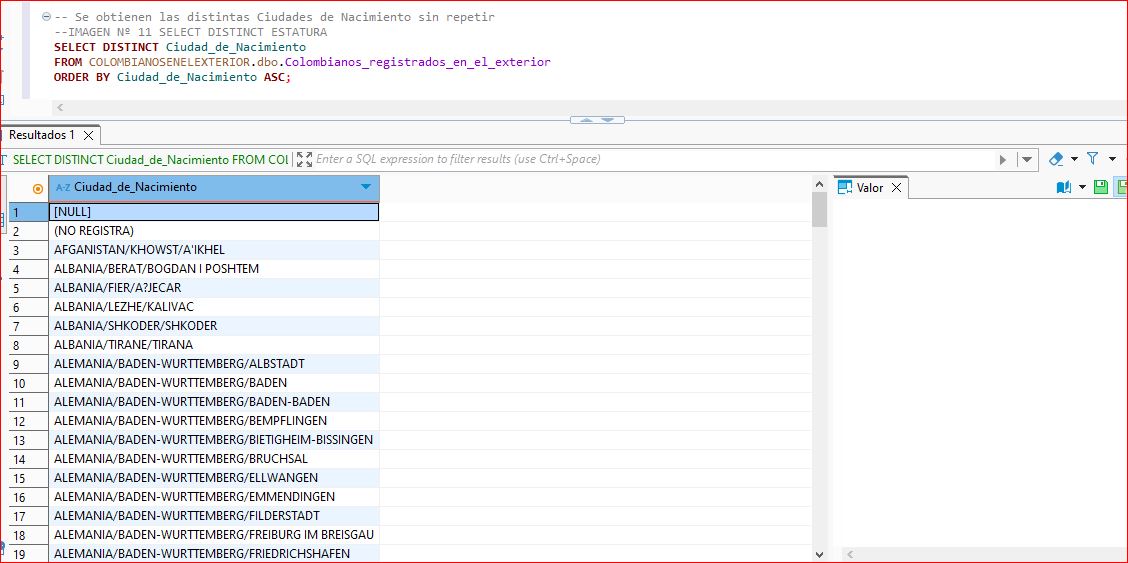 -- Se obtienen las distintas Ciudades de Nacimiento sin repetir
--IMAGEN Nº 11 SELECT DISTINCT ESTATURA
SELECT DISTINCT Ciudad_de_Nacimiento
FROM COLOMBIANOSENELEXTERIOR.dbo.Colombianos_registrados_en_el_exterior
ORDER BY Ciudad_de_Nacimiento ASC;
Resultados 1
SELECT DISTINCT Ciudad_de_Nacimiento FROM COI
Enter a SQL expression to filter results (use Ctrl+Space)
A-Z Ciudad_de_Nacimiento
Valor
1 [NULL]
2 (NO REGISTRA)
3 AFGANISTAN/KHOWST/A'IKHEL
4 ALBANIA/BERAT/BOGDAN I POSHTEM
5 ALBANIA/FIER/A?JECAR
6 ALBANIA/LEZHE/KALIVAC
7 ALBANIA/SHKODER/SHKODER
8 ALBANIA/TIRANE/TIRANA
9 ALEMANIA/BADEN-WURTTEMBERG/ALBSTADT
10 ALEMANIA/BADEN-WURTTEMBERG/BADEN
11 ALEMANIA/BADEN-WURTTEMBERG/BADEN-BADEN
12 ALEMANIA/BADEN-WURTTEMBERG/BEMPFLINGEN
13 ALEMANIA/BADEN-WURTTEMBERG/BIETIGHEIM-BISSINGEN
14 ALEMANIA/BADEN-WURTTEMBERG/BRUCHSAL
15 ALEMANIA/BADEN-WURTTEMBERG/ELLWANGEN
16 ALEMANIA/BADEN-WURTTEMBERG/EMMENDINGEN
17 ALEMANIA/BADEN-WURTTEMBERG/FILDERSTADT
18 ALEMANIA/BADEN-WURTTEMBERG/FREIBURG IM BREISGAU
19 ALEMANIA/BADEN-WURTTEMBERG/FRIEDRICHSHAFEN